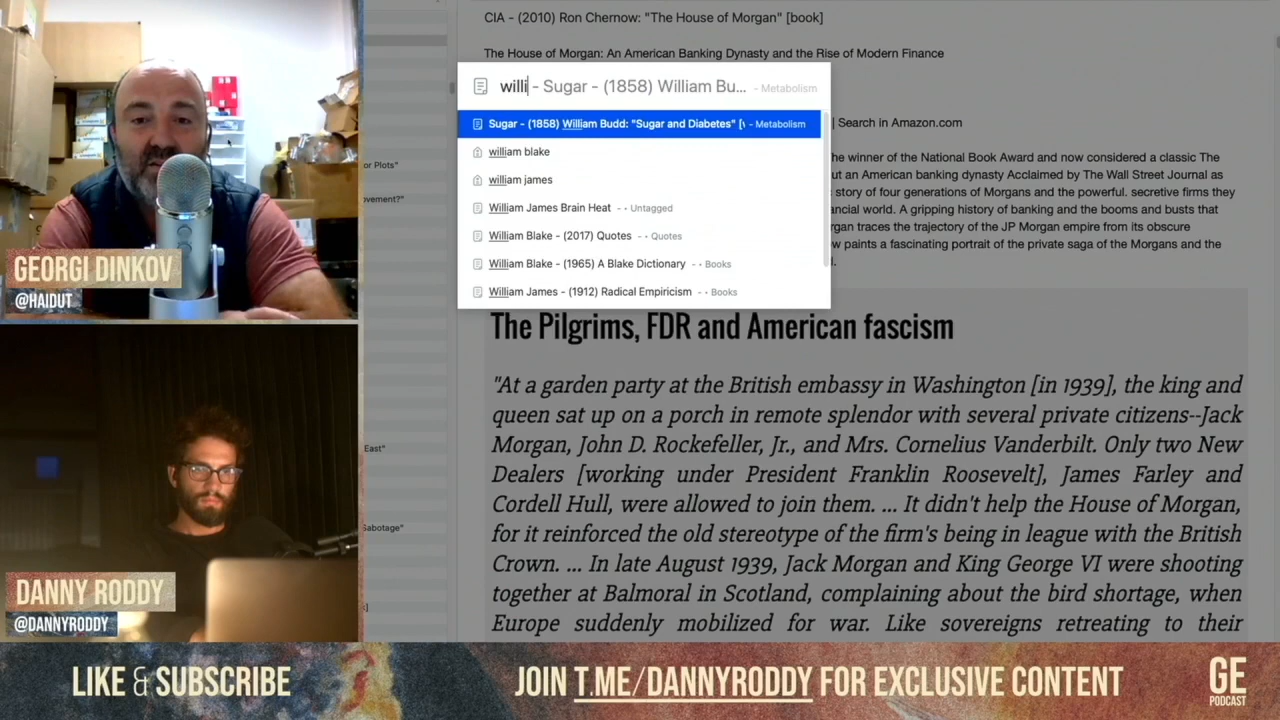 CIA - (2010) Ron Chernow: "The House of Morgan" [book]
The House of Morgan: An American Banking Dynasty and the Rise of Modern Finance
willi - Sugar - (1858) William Bu... - Metabolism
Sugar - (1858) William Budd: "Sugar and Diabetes" [ - Metabolism
william blake
william james
William James Brain Heat - - Untagged
William Blake - (2017) Quotes - - Quotes
William Blake - (1965) A Blake Dictionary - - Books
William James - (1912) Radical Empiricism - - Books
| Search in Amazon.com
he winner of the National Book Award and now considered a classic The
ut an American banking dynasty Acclaimed by The Wall Street Journal as
story of four generations of Morgans and the powerful. secretive firms they
ancial world. A gripping history of banking and the booms and busts that
rgan traces the trajectory of the JP Morgan empire from its obscure
w paints a fascinating portrait of the private saga of the Morgans and the
or Plots"
vement?"
East"
Sabotage"
The Pilgrims, FDR and American fascism
"At a garden party at the British embassy in Washington [in 1939], the king and
queen sat up on a porch in remote splendor with several private citizens--Jack
Morgan, John D. Rockefeller, Jr., and Mrs. Cornelius Vanderbilt. Only two New
Dealers [working under President Franklin Roosevelt], James Farley and
Cordell Hull, were allowed to join them. ... It didn't help the House of Morgan,
for it reinforced the old stereotype of the firm's being in league with the British
Crown. ... In late August 1939, Jack Morgan and King George VI were shooting
together at Balmoral in Scotland, complaining about the bird shortage, when
Europe suddenly mobilized for war. Like sovereigns retreating to their
GEORGI DINKOV
@HAIDUT
DANNY RODDY
@DANNYRODDY
LIKE & SUBSCRIBE
JOIN T.ME/DANNYRODDY FOR EXCLUSIVE CONTENT
GE
PODCAST